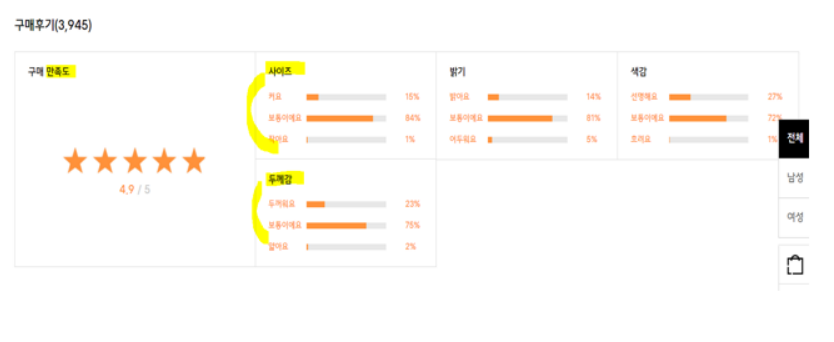 구매후기(3,945)
구매 만족도
4.9 / 5
사이즈
커요 15%
보통이에요 84%
작아요 1%
밝기
밝아요 14%
보통이에요 81%
어두워요 5%
색감
선명해요 27%
보통이에요 72%
흐려요 1%
두께감
두꺼워요 23%
보통이에요 75%
얇아요 2%
전체
남성
여성